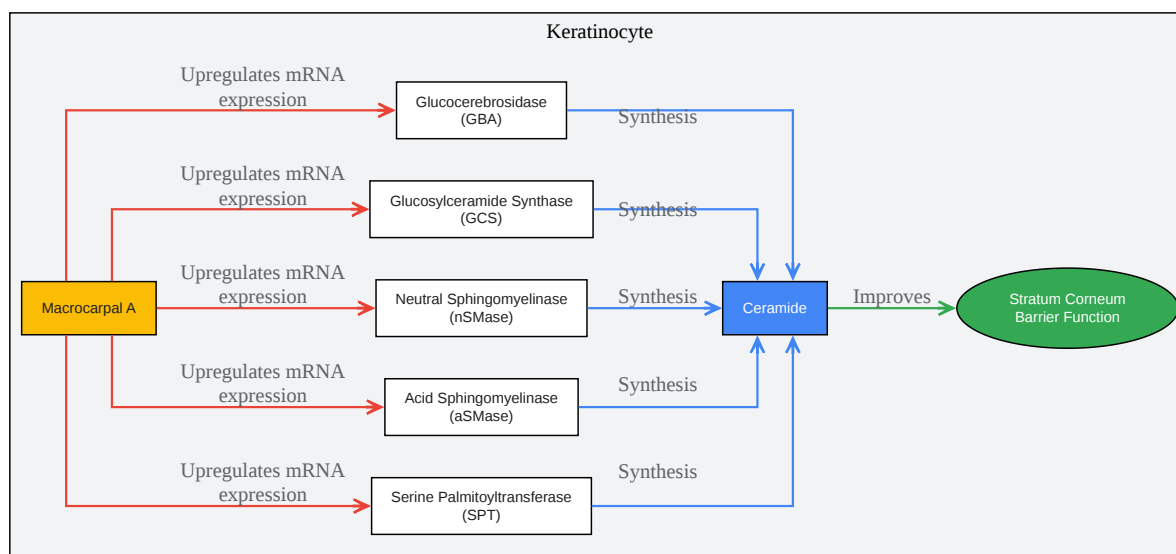 Keratinocyte
Upregulates mRNA
expression
Glucocerebrosidase
(GBA)
Synthesis
Upregulates mRNA
expression
Glucosylceramide Synthase
(GCS)
Synthesis
Macrocarpal A
Upregulates mRNA
expression
Neutral Sphingomyelinase
(nSMase)
Synthesis
Ceramide
Improves
Stratum Corneum
Barrier Function
Upregulates mRNA
expression
Acid Sphingomyelinase
(aSMase)
Synthesis
Upregulates mRNA
expression
Serine Palmitoyltransferase
(SPT)
Synthesis